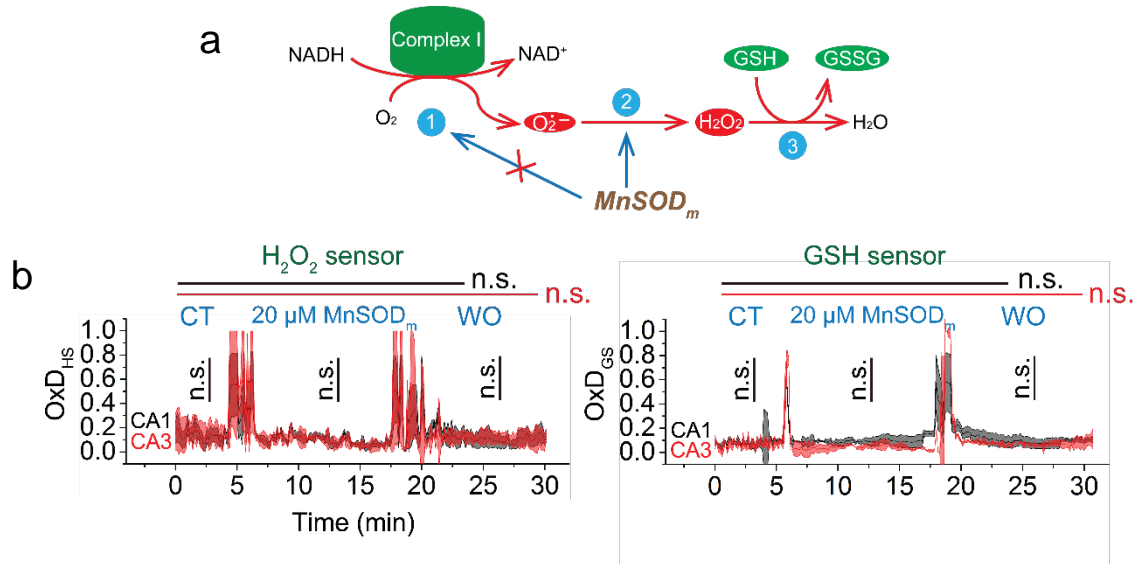 a
Complex I
NADH
NAD⁺
GSH
GSSG
O₂
1
O₂•−
2
H₂O₂
H₂O
3
MnSODₘ
b
H₂O₂ sensor
n.s.
n.s.
CT
20 µM MnSODₘ
WO
OxD_HS
1.0
0.8
0.6
0.4
0.2
0.0
n.s.
n.s.
n.s.
CA1
CA3
0
5
10
15
20
25
30
Time (min)
GSH sensor
n.s.
n.s.
CT
20 µM MnSODₘ
WO
OxD_GS
1.0
0.8
0.6
0.4
0.2
0.0
n.s.
n.s.
n.s.
CA1
CA3
0
5
10
15
20
25
30